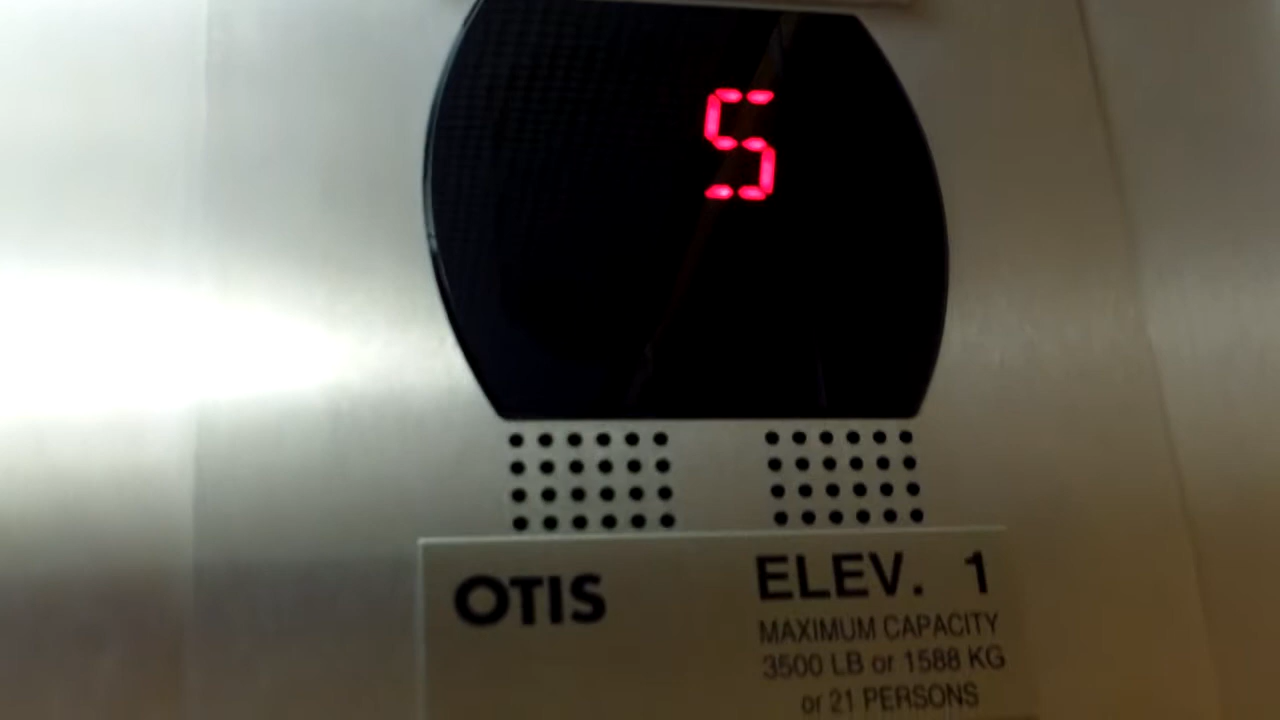 5
OTIS
ELEV. 1
MAXIMUM CAPACITY
3500 LB or 1588 KG
or 21 PERSONS